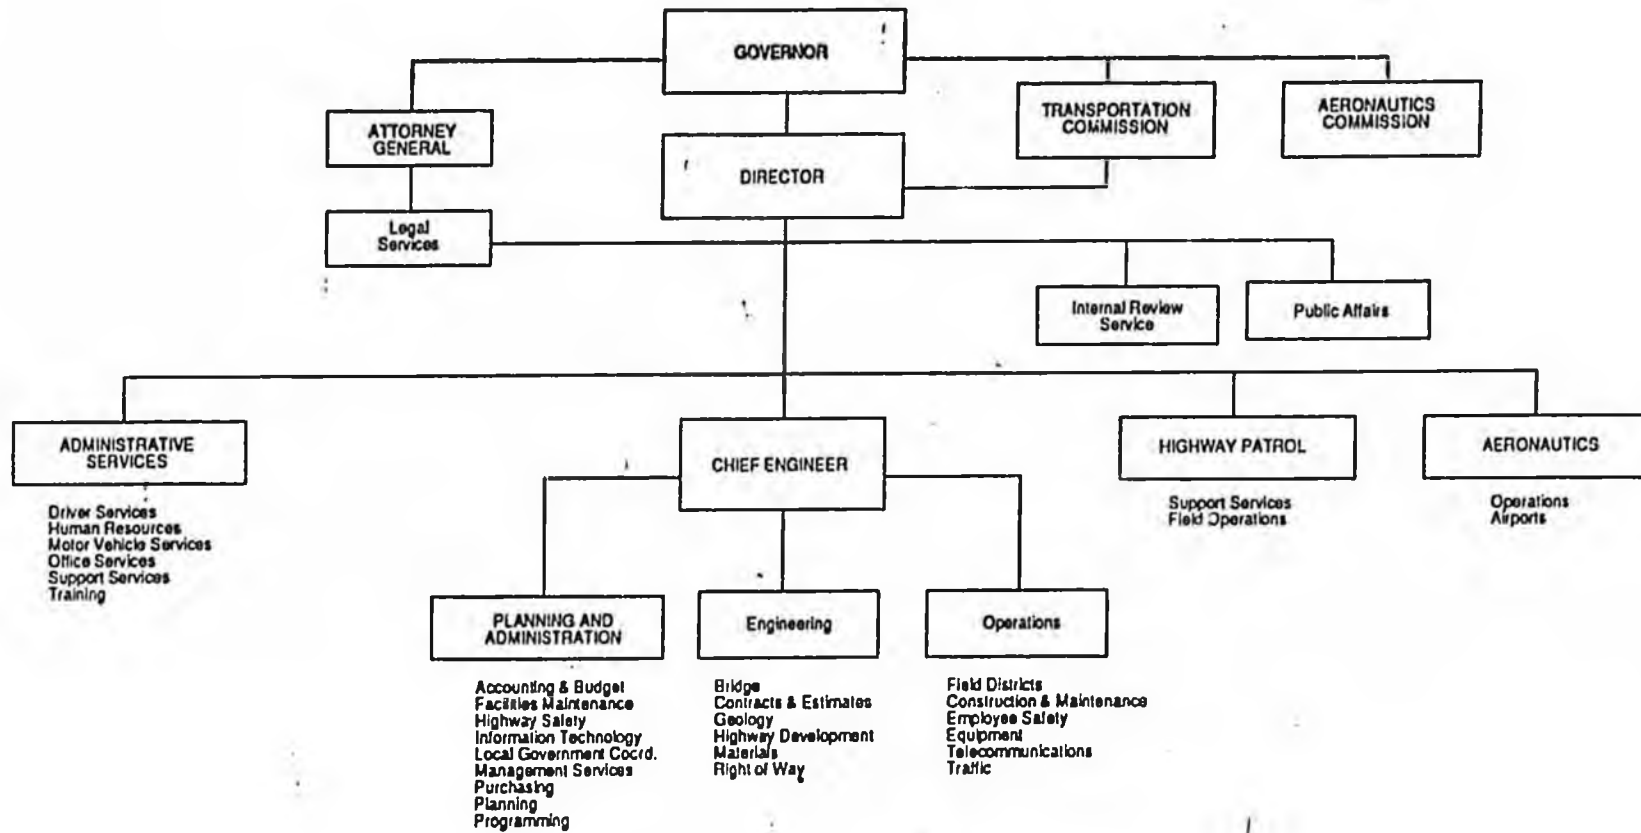 GOVERNOR
ATTORNEY
GENERAL
TRANSPORTATION
COMMISSION
AERONAUTICS
COMMISSION
DIRECTOR
Legal
Services
Internal Review
Service
Public Affairs
ADMINISTRATIVE
SERVICES
Driver Services
Human Resources
Motor Vehicle Services
Office Services
Support Services
Training
CHIEF ENGINEER
HIGHWAY PATROL
Support Services
Field Operations
AERONAUTICS
Operations
Airports
PLANNING AND
ADMINISTRATION
Accounting & Budget
Facilities Maintenance
Highway Safety
Information Technology
Local Government Coord.
Management Services
Purchasing
Planning
Programming
Engineering
Bridge
Contracts & Estimates
Geology
Highway Development
Materials
Right of Way
Operations
Field Districts
Construction & Maintenance
Employee Safety
Equipment
Telecommunications
Traffic